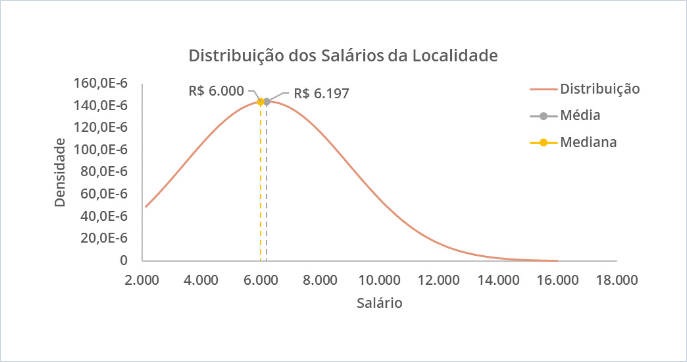 Distribuição dos Salários da Localidade
160,0E-6
140,0E-6
120,0E-6
100,0E-6
80,0E-6
60,0E-6
40,0E-6
20,0E-6
0
Densidade
R$ 6.000
R$ 6.197
Distribuição
Média
Mediana
2.000 4.000 6.000 8.000 10.000 12.000 14.000 16.000 18.000
Salário